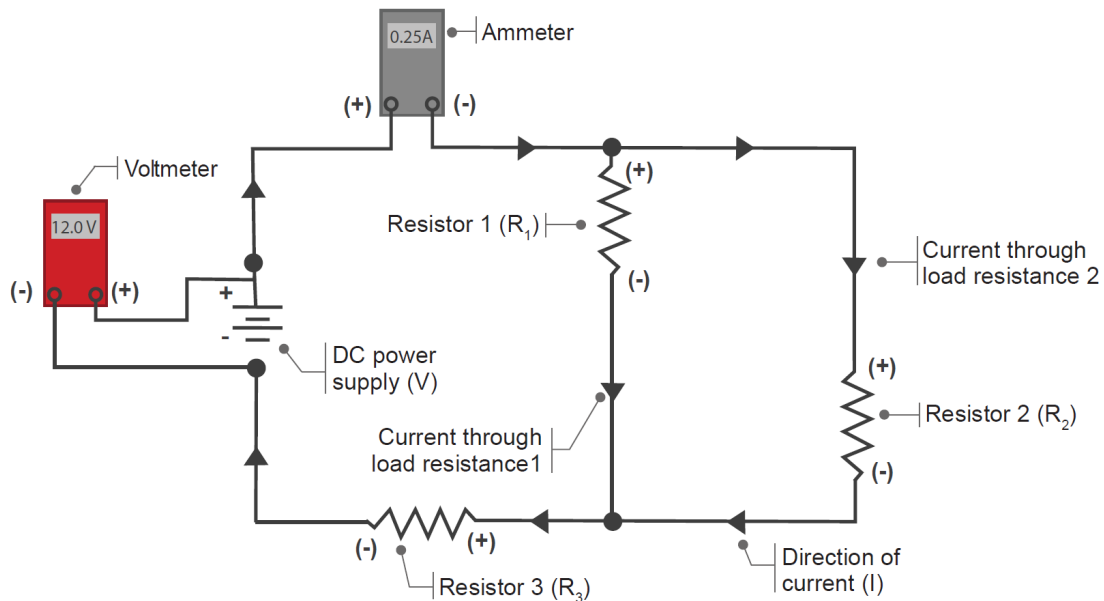 0.25A
Ammeter
(+)
(-)
Voltmeter
12.0 V
(-)
(+)
+
-
DC power
supply (V)
(+)
Resistor 1 (R₁)
(-)
Current through
load resistance 2
Current through
load resistance1
(+)
Resistor 2 (R₂)
(-)
(-)
(+)
Resistor 3 (R₃)
Direction of
current (I)